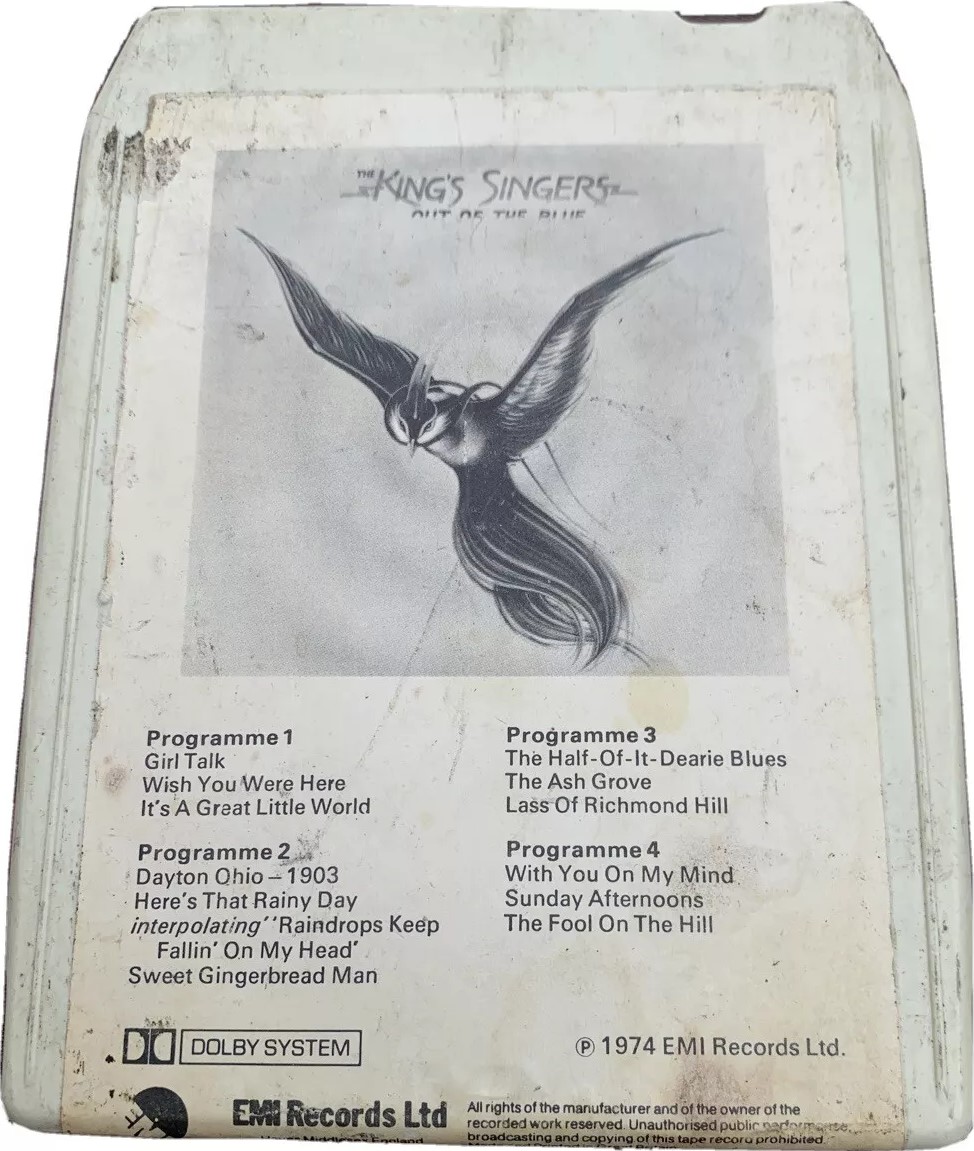 THE KING'S SINGERS
OUT OF THE BLUE
Programme 1
Girl Talk
Wish You Were Here
It's A Great Little World
Programme 2
Dayton Ohio – 1903
Here's That Rainy Day
interpolating ''Raindrops Keep
Fallin' On My Head'
Sweet Gingerbread Man
Programme 3
The Half-Of-It-Dearie Blues
The Ash Grove
Lass Of Richmond Hill
Programme 4
With You On My Mind
Sunday Afternoons
The Fool On The Hill
DOLBY SYSTEM
℗ 1974 EMI Records Ltd.
EMI Records Ltd
Hayes Middlesex England
All rights of the manufacturer and of the owner of the
recorded work reserved. Unauthorised public performance,
broadcasting and copying of this tape record prohibited.